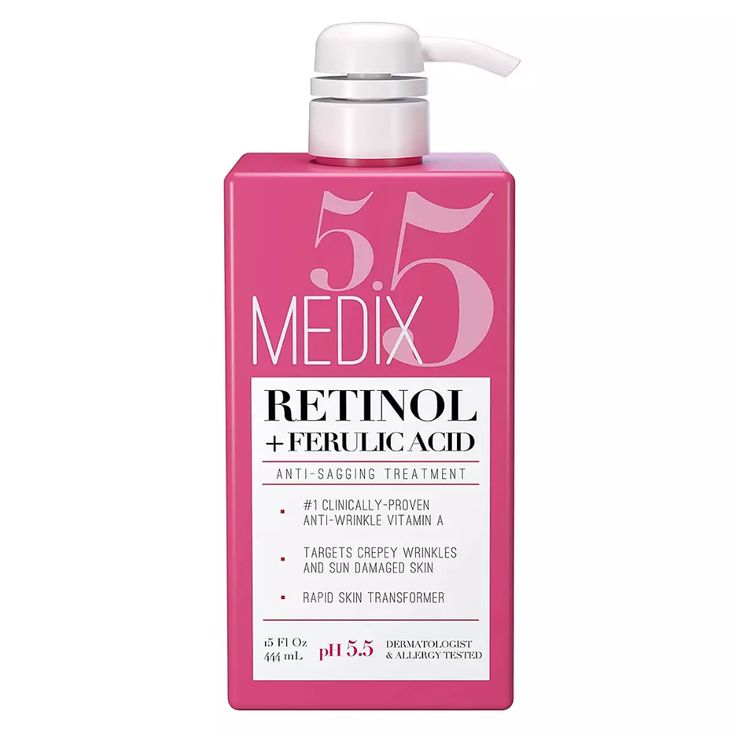 5.5
MEDIX
RETINOL
+ FERULIC ACID
ANTI-SAGGING TREATMENT
▪ #1 CLINICALLY-PROVEN
ANTI-WRINKLE VITAMIN A
▪ TARGETS CREPEY WRINKLES
AND SUN DAMAGED SKIN
▪ RAPID SKIN TRANSFORMER
15 Fl Oz
444 mL
pH 5.5
DERMATOLOGIST
& ALLERGY TESTED